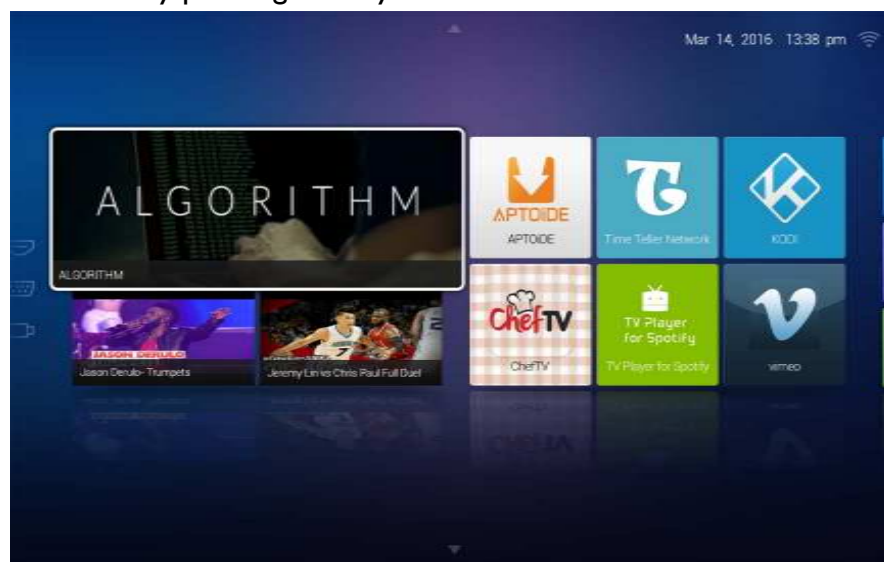 Mar 14, 2016 13:38 pm
ALGORITHM
ALGORITHM
APTOIDE
APTOIDE
Time Teller Network
KODI
JASON DERULO
Jason Derulo- Trumpets
Jeremy Lin vs Chris Paul Full Duel
ChefTV
ChefTV
TV Player
for Spotify
TV Player for Spotify
vimeo